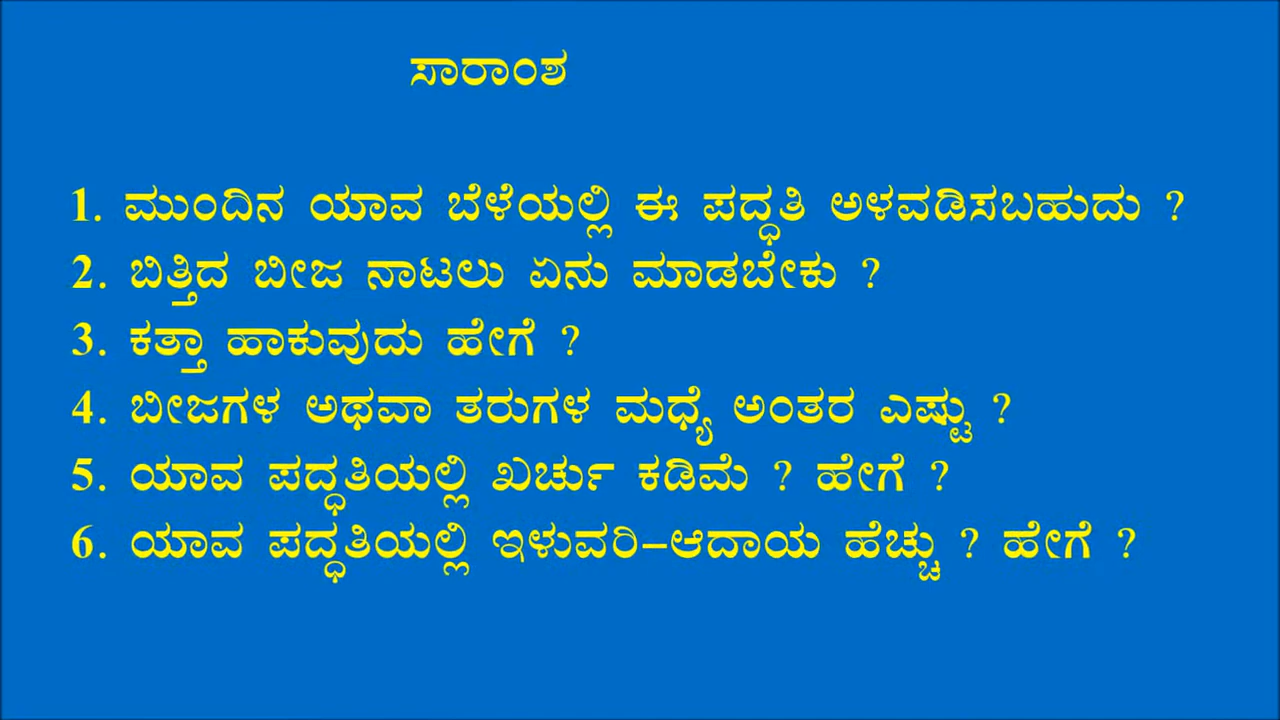 ಸಾರಾಂಶ
1. ಮುಂದಿನ ಯಾವ ಬೆಳೆಯಲ್ಲಿ ಈ ಪದ್ಧತಿ ಅಳವಡಿಸಬಹುದು ?
2. ಬಿತ್ತಿದ ಬೀಜ ನಾಟಲು ಏನು ಮಾಡಬೇಕು ?
3. ಕತ್ತಾ ಹಾಕುವುದು ಹೇಗೆ ?
4. ಬೀಜಗಳ ಅಥವಾ ತರುಗಳ ಮಧ್ಯೆ ಅಂತರ ಎಷ್ಟು ?
5. ಯಾವ ಪದ್ಧತಿಯಲ್ಲಿ ಖರ್ಚು ಕಡಿಮೆ ? ಹೇಗೆ ?
6. ಯಾವ ಪದ್ಧತಿಯಲ್ಲಿ ಇಳುವರಿ–ಆದಾಯ ಹೆಚ್ಚು ? ಹೇಗೆ ?